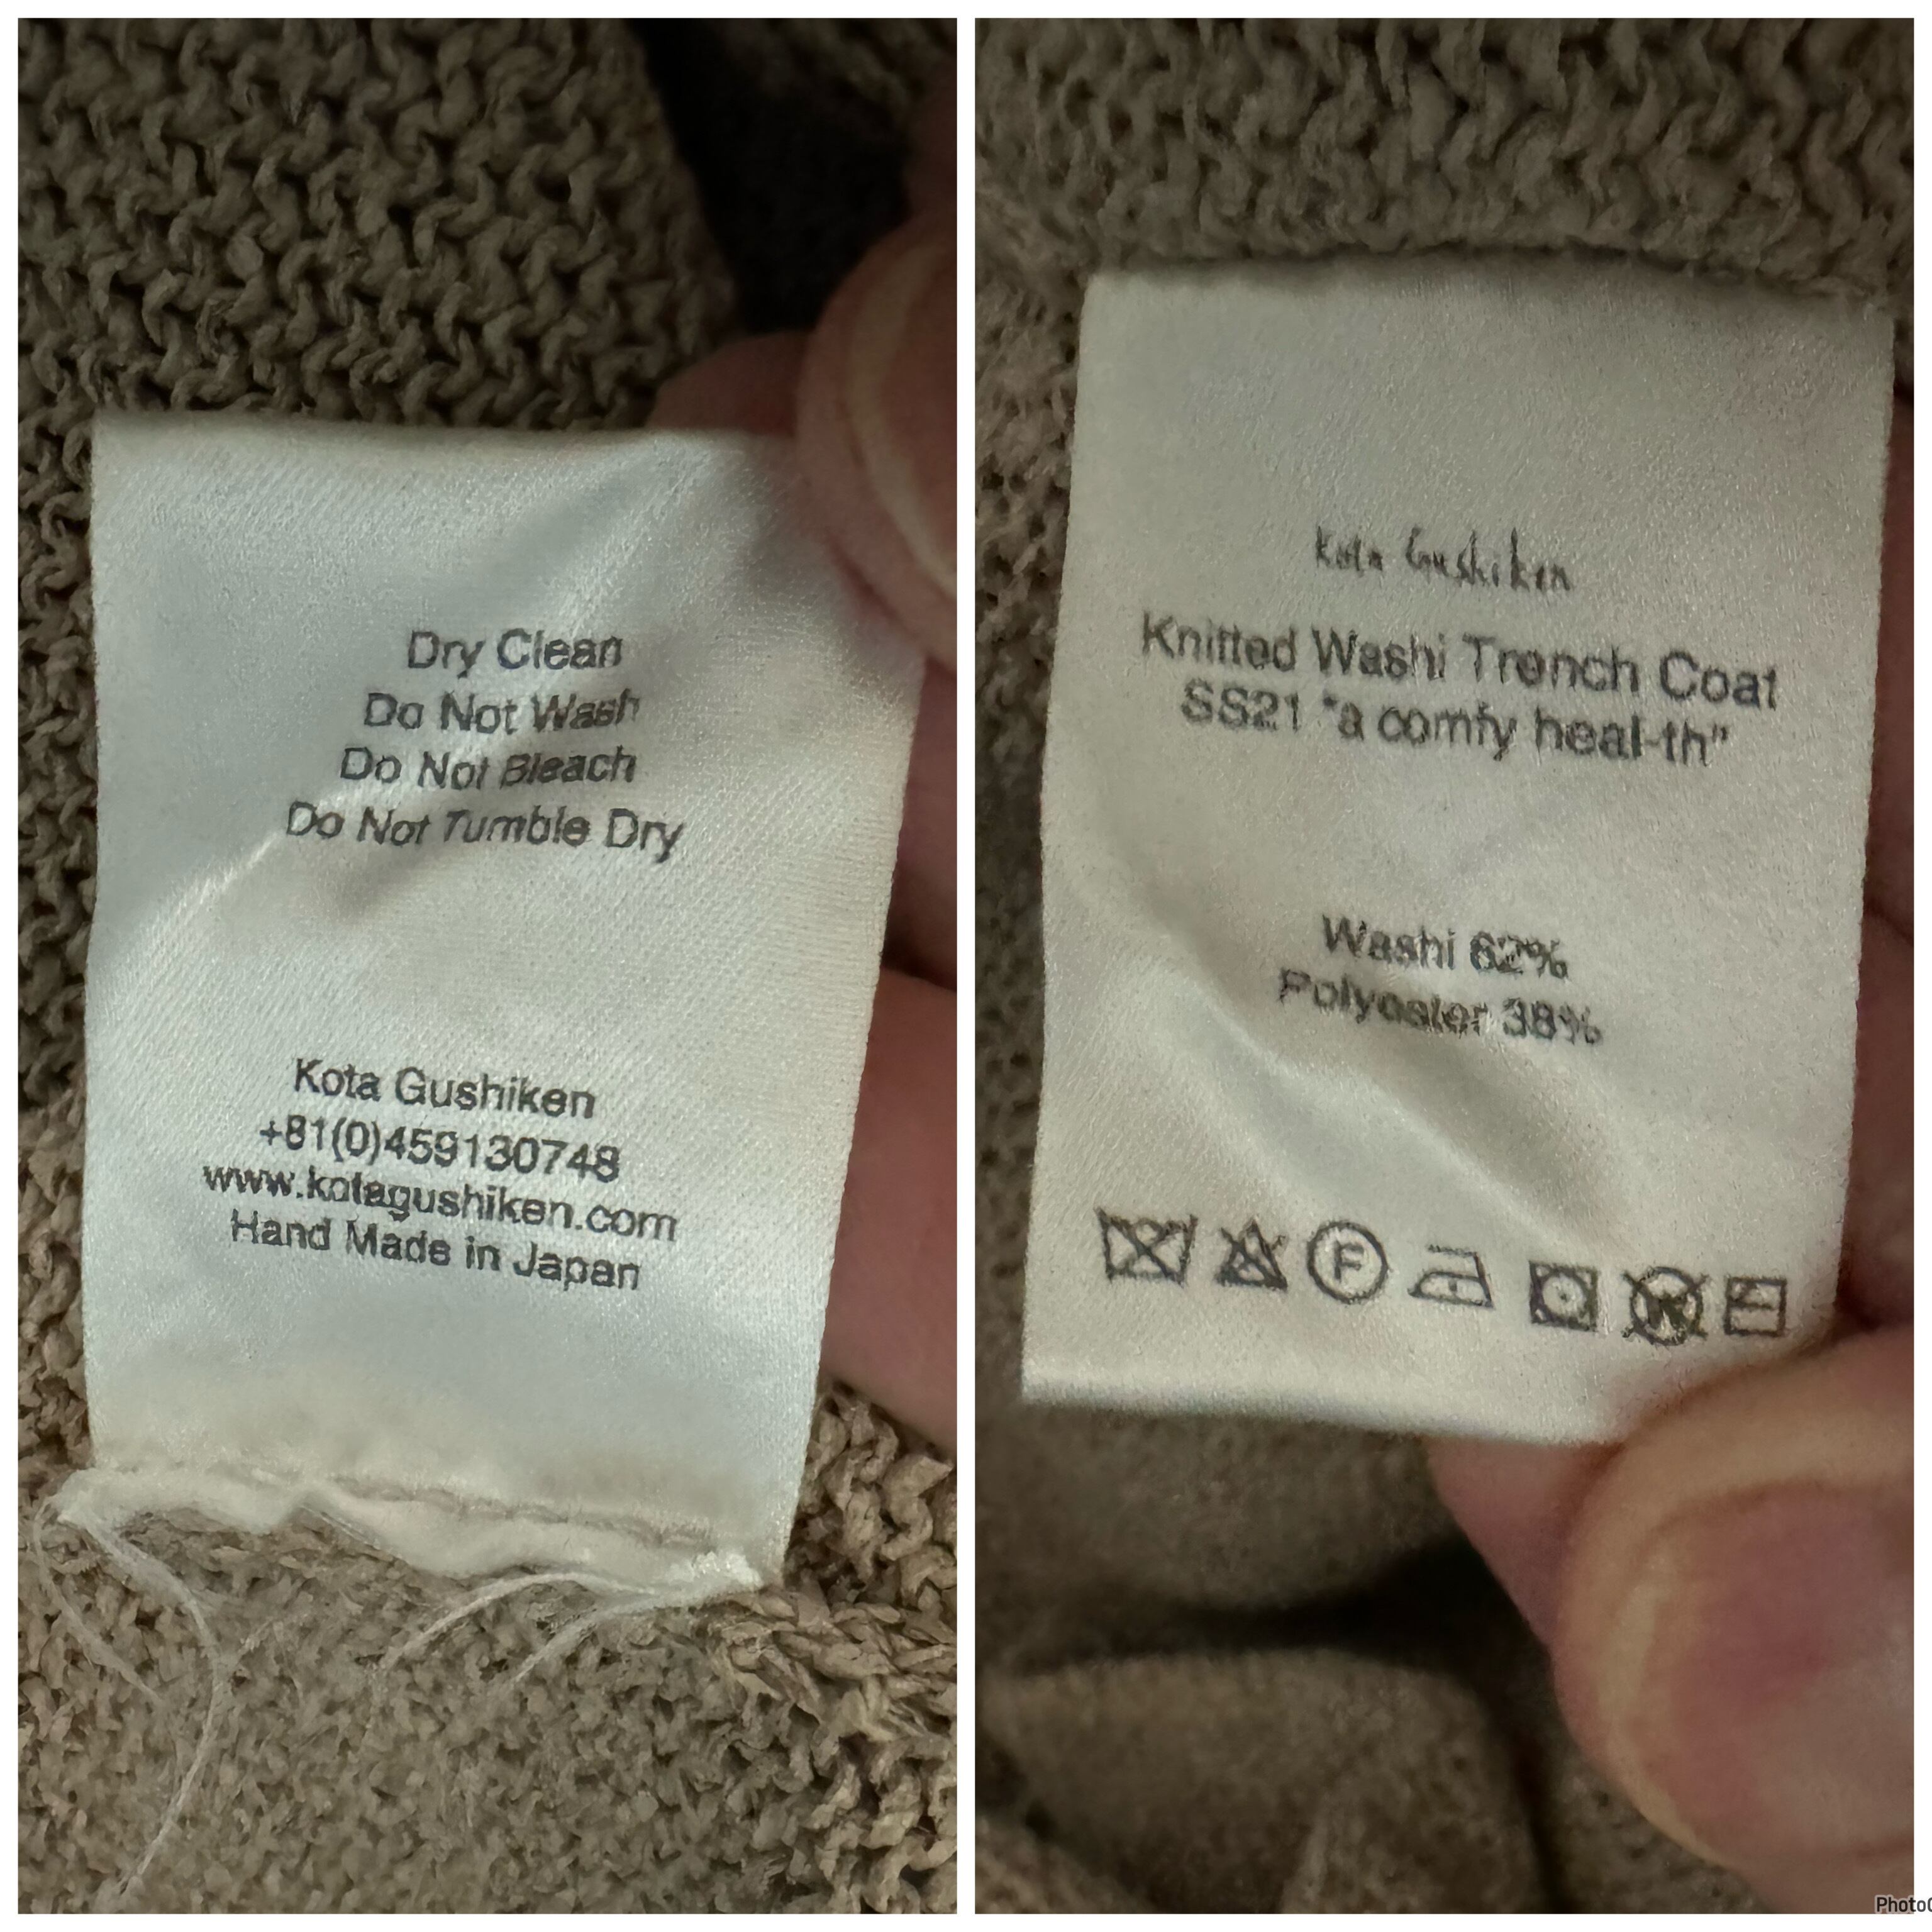 Dry Clean
Do Not Wash
Do Not Bleach
Do Not Tumble Dry
Kota Gushiken
+81(0)459130748
www.kotagushiken.com
Hand Made in Japan
Kota Gushiken
Knitted Washi Trench Coat
SS21 "a comfy heal-th"
Washi 62%
Polyester 38%
F W